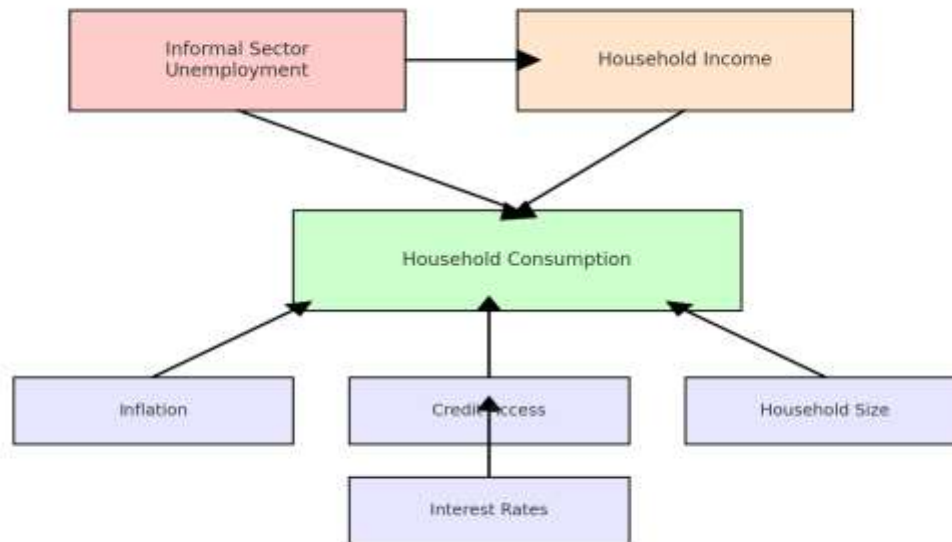 Informal Sector
Unemployment
Household Income
Household Consumption
Inflation
Credit Access
Household Size
Interest Rates